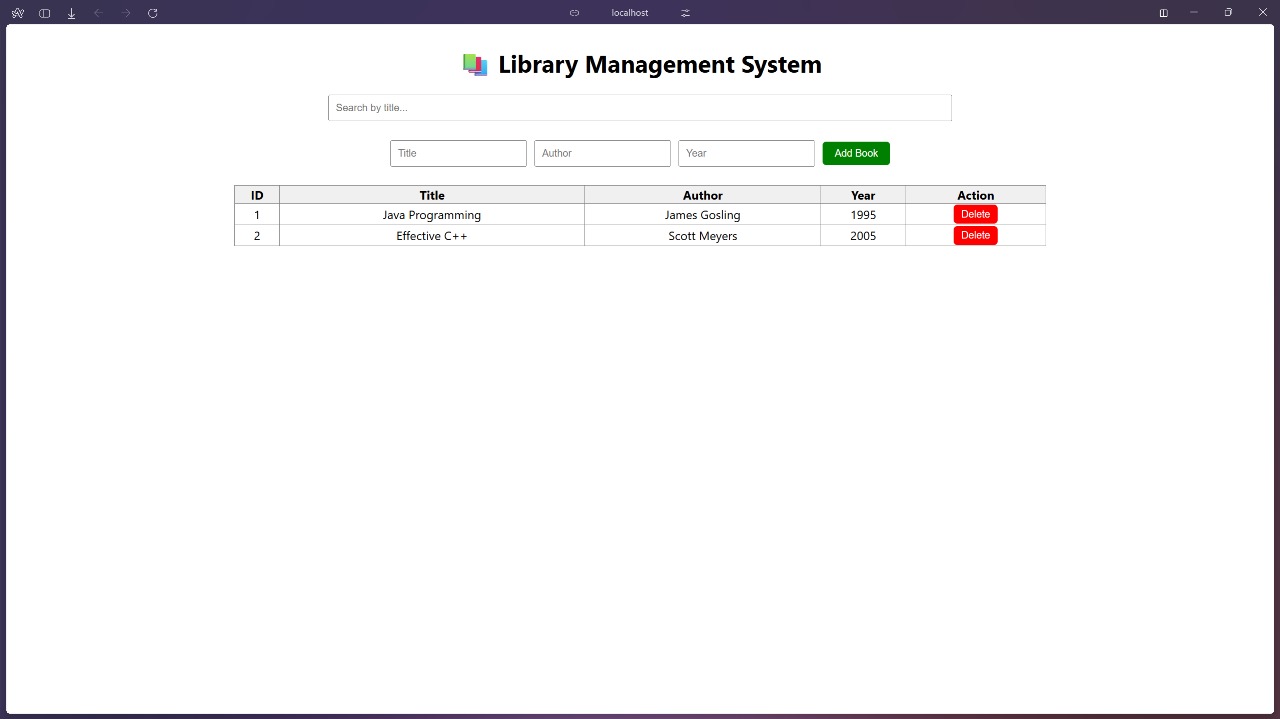 localhost
Library Management System
Search by title...
Title Author Year Add Book
ID Title Author Year Action
1 Java Programming James Gosling 1995 Delete
2 Effective C++ Scott Meyers 2005 Delete